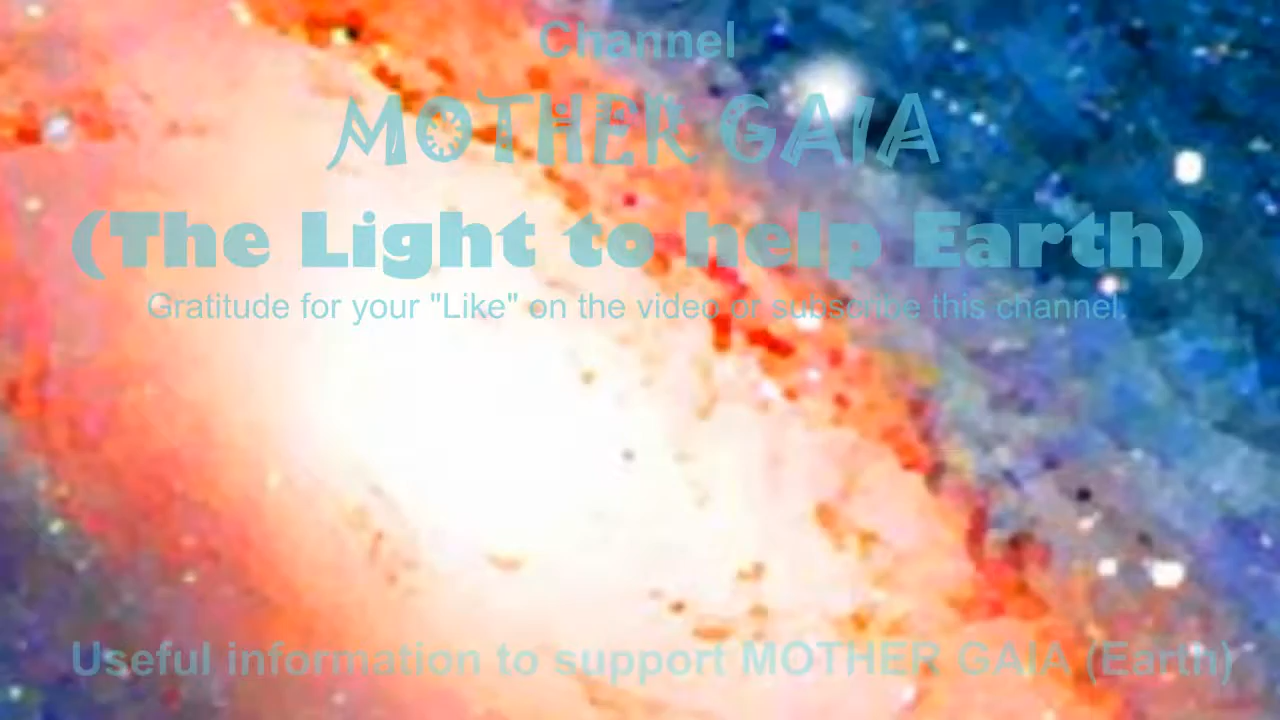 Channel
MOTHER GAIA
(The Light to help Earth)
Gratitude for your "Like" on the video or subscribe this channel.
Useful information to support MOTHER GAIA (Earth)